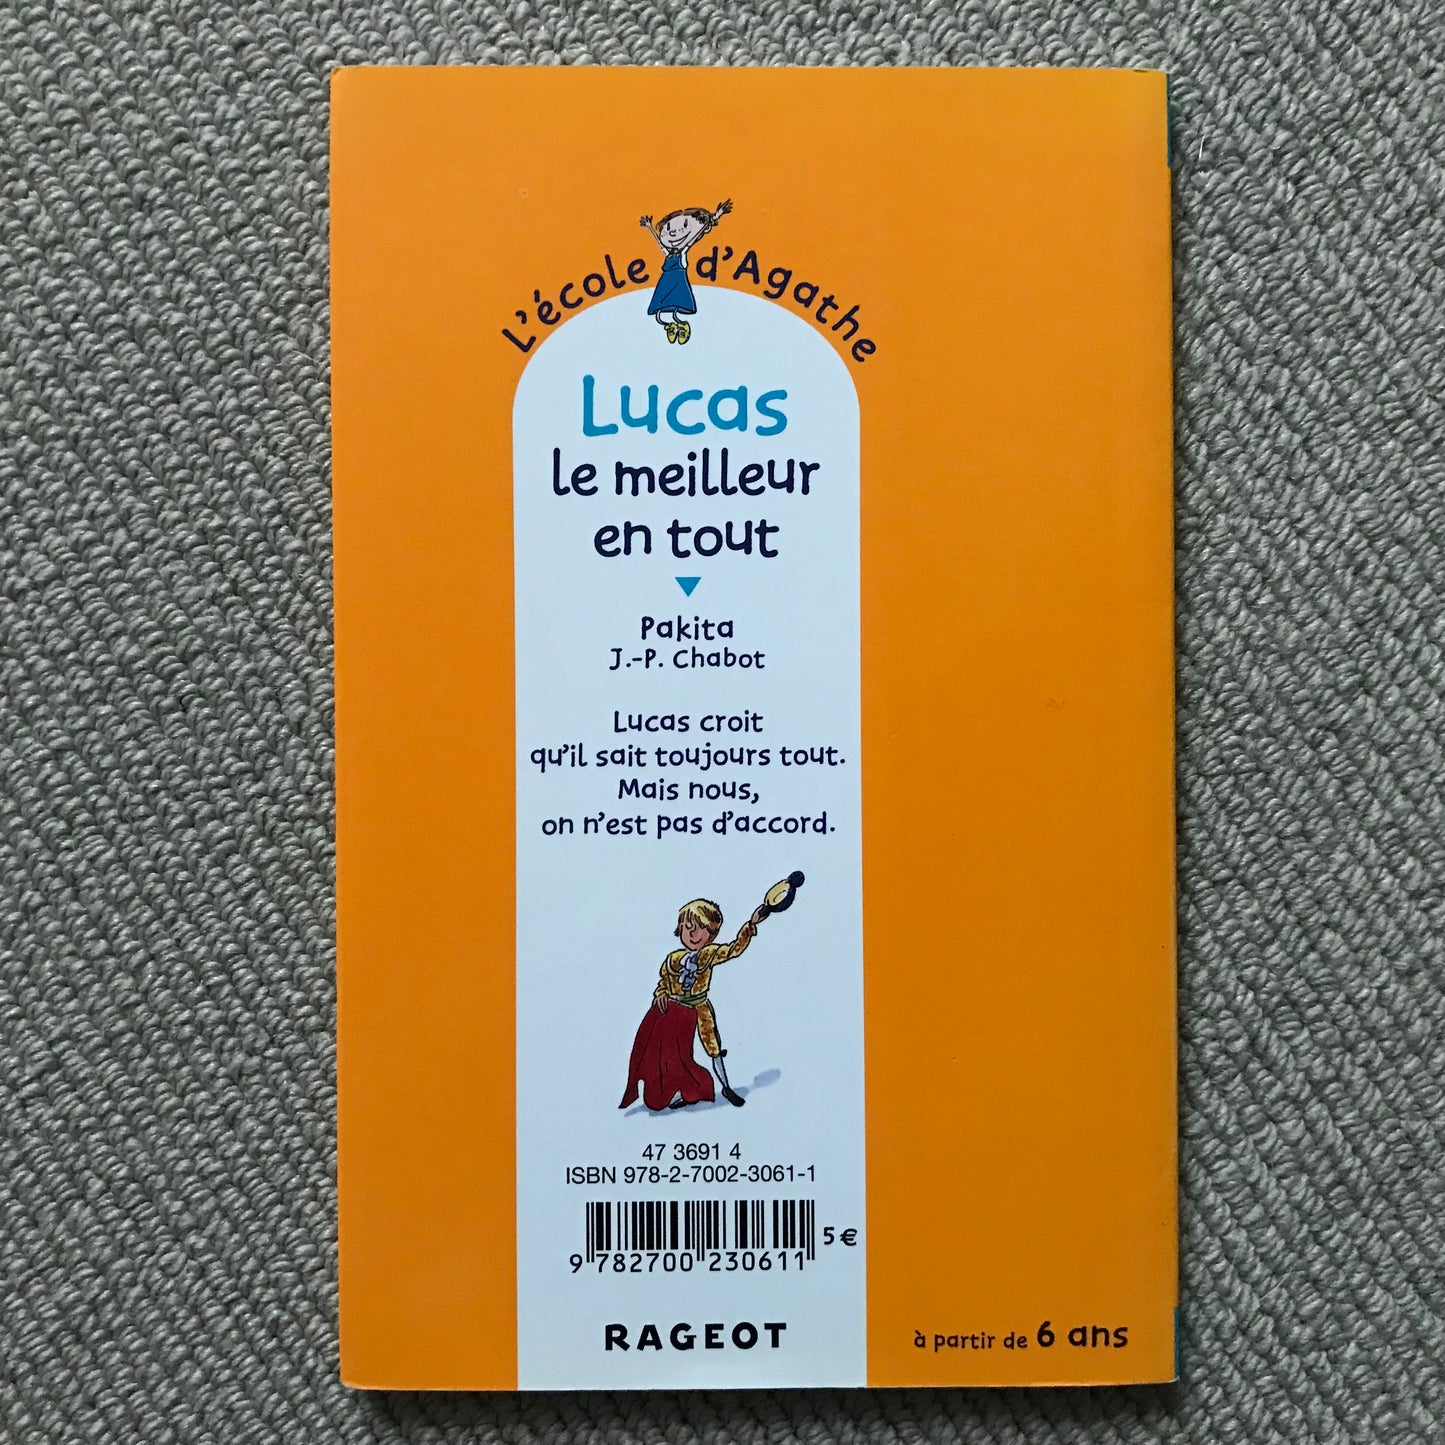 L'école d'Agathe
Lucas
le meilleur
en tout
Pakita
J.-P. Chabot
Lucas croit
qu'il sait toujours tout.
Mais nous,
on n'est pas d'accord.
47 3691 4
ISBN 978-2-7002-3061-1
5 €
9 782700 230611
RAGEOT
à partir de 6 ans